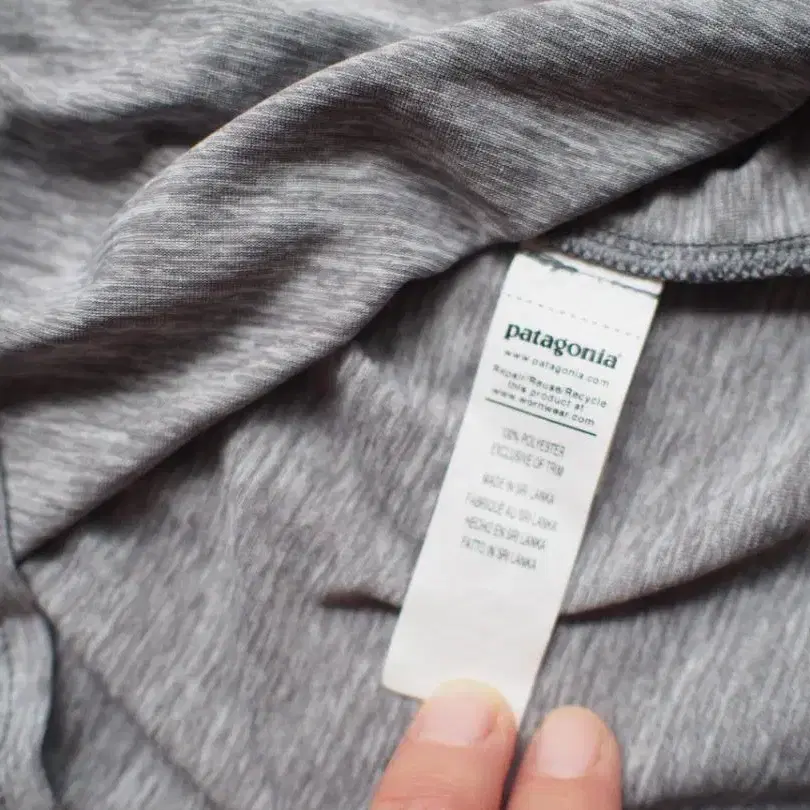 patagonia®
www.patagonia.com
Repair/Reuse/Recycle
this product at
www.wornwear.com
100% POLYESTER
EXCLUSIVE OF TRIM
MADE IN SRI LANKA
FABRIQUE AU SRI LANKA
HECHO EN SRI LANKA
FATTO IN SRI LANKA